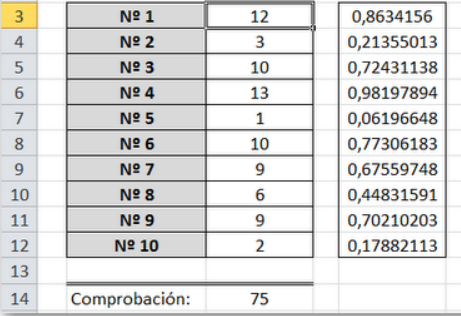 3 Nº 1 12 0,8634156
4 Nº 2 3 0,21355013
5 Nº 3 10 0,72431138
6 Nº 4 13 0,98197894
7 Nº 5 1 0,06196648
8 Nº 6 10 0,77306183
9 Nº 7 9 0,67559748
10 Nº 8 6 0,44831591
11 Nº 9 9 0,70210203
12 Nº 10 2 0,17882113
13
14 Comprobación: 75